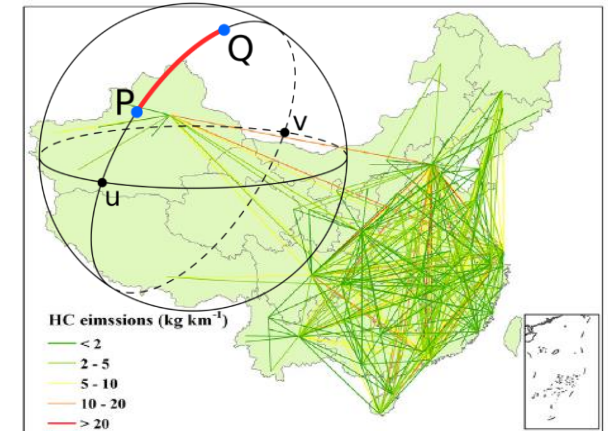 Q
P
v
u
HC eimssions (kg km⁻¹)
< 2
2 - 5
5 - 10
10 - 20
> 20